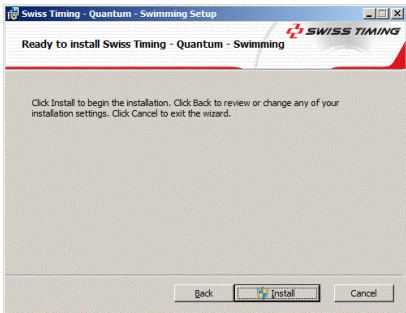 Swiss Timing - Quantum - Swimming Setup
SWISS TIMING
Ready to install Swiss Timing - Quantum - Swimming
Click Install to begin the installation. Click Back to review or change any of your
installation settings. Click Cancel to exit the wizard.
Back Install Cancel